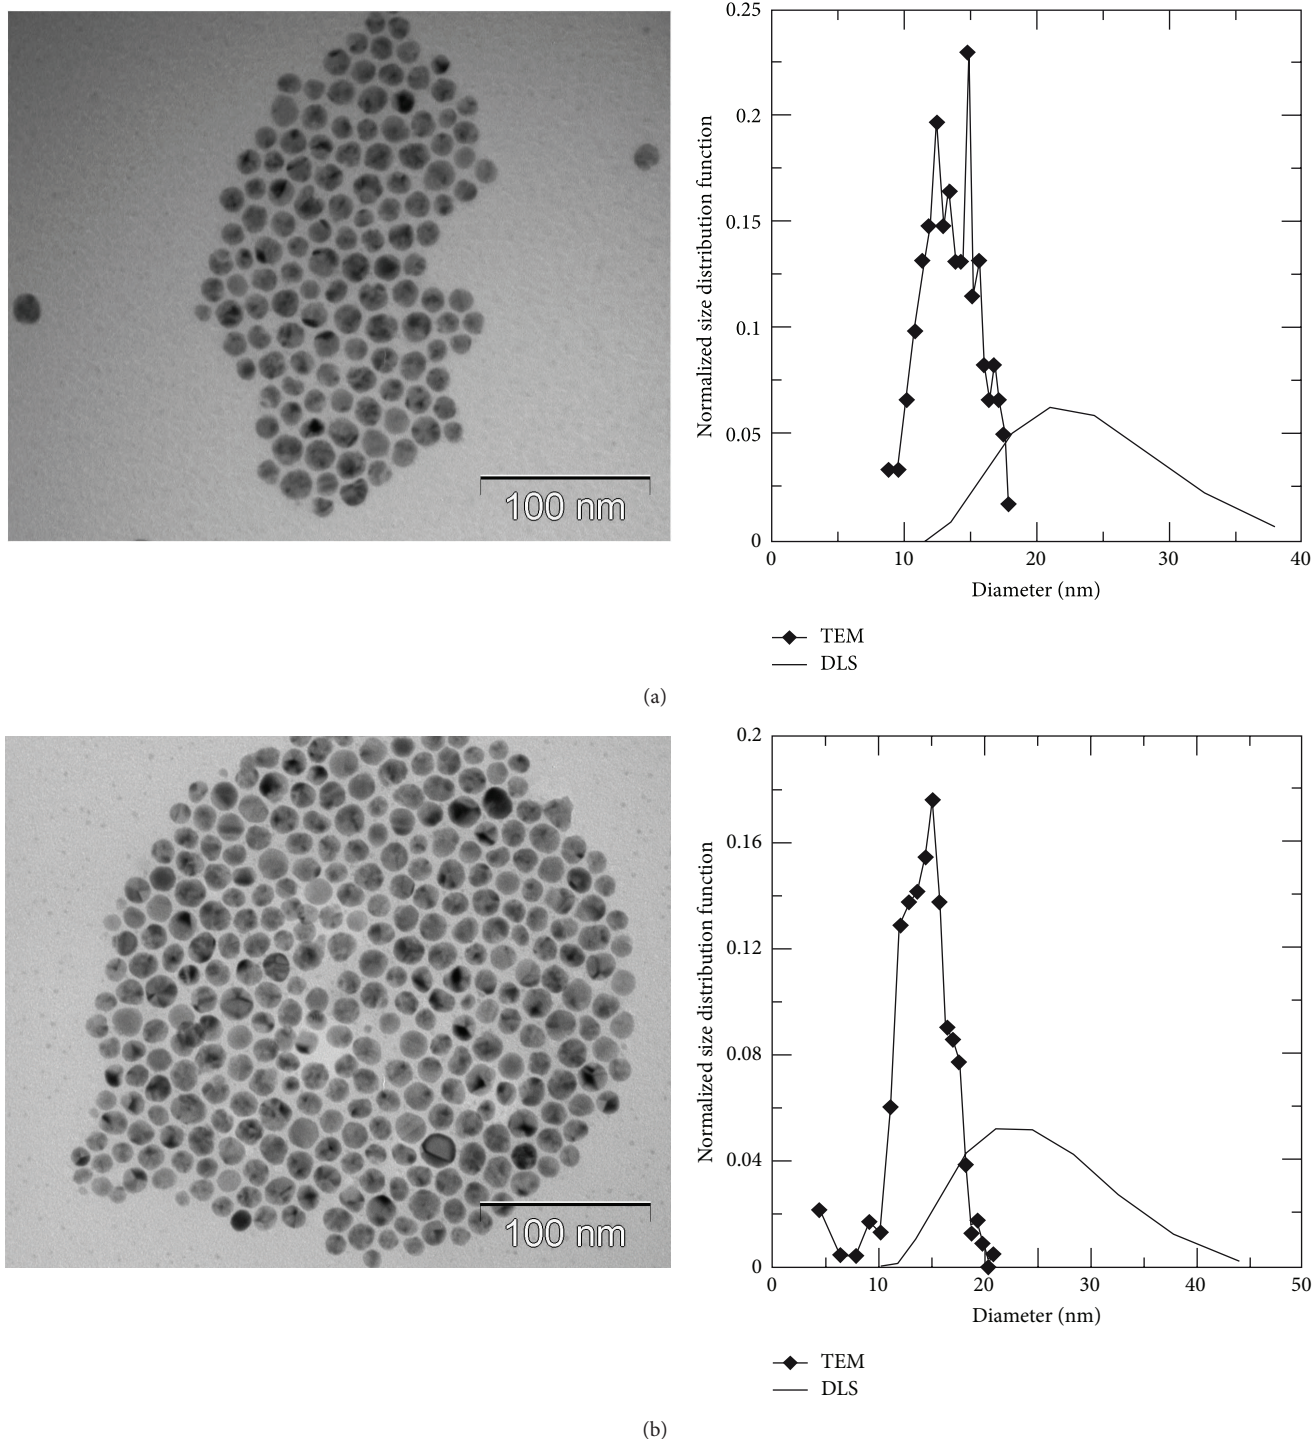 100 nm
Normalized size distribution function
0.25
0.2
0.15
0.1
0.05
0
0 10 20 30 40
Diameter (nm)
TEM
DLS
(a)
100 nm
Normalized size distribution function
0.2
0.16
0.12
0.08
0.04
0
0 10 20 30 40 50
Diameter (nm)
TEM
DLS
(b)